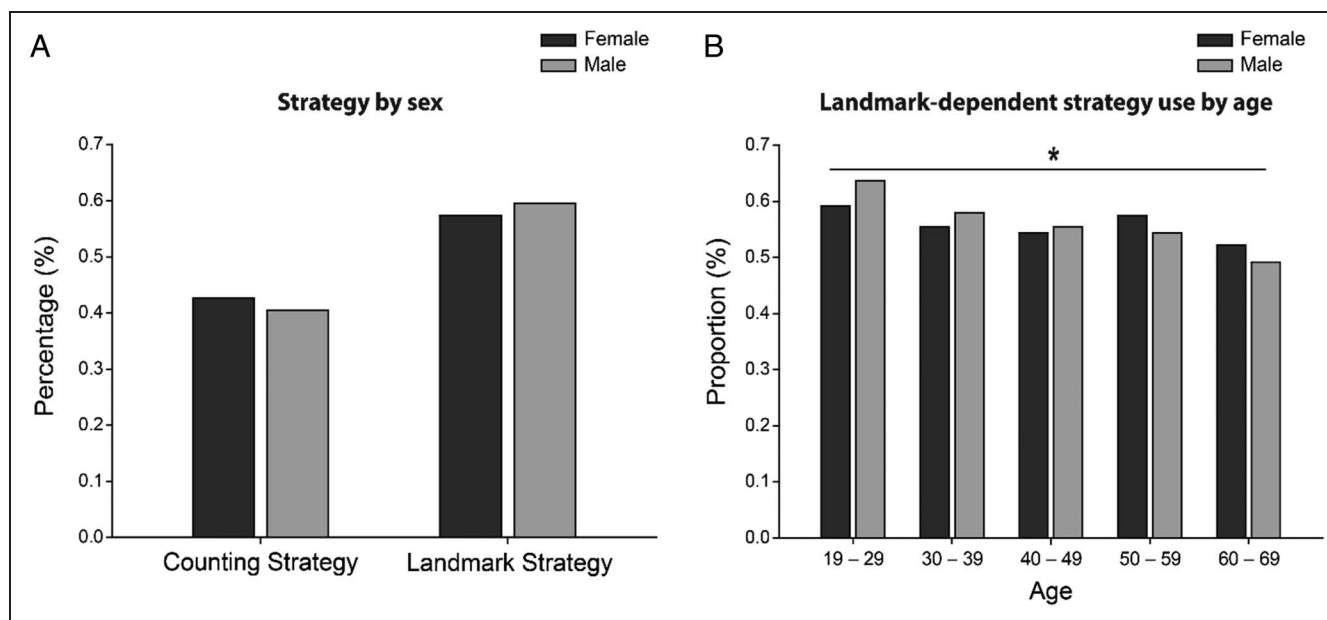 A
Female
Male
Strategy by sex
Percentage (%)
0.7
0.6
0.5
0.4
0.3
0.2
0.1
0.0
Counting Strategy
Landmark Strategy
B
Female
Male
Landmark-dependent strategy use by age
*
Proportion (%)
0.7
0.6
0.5
0.4
0.3
0.2
0.1
0.0
19 – 29
30 – 39
40 – 49
50 – 59
60 – 69
Age